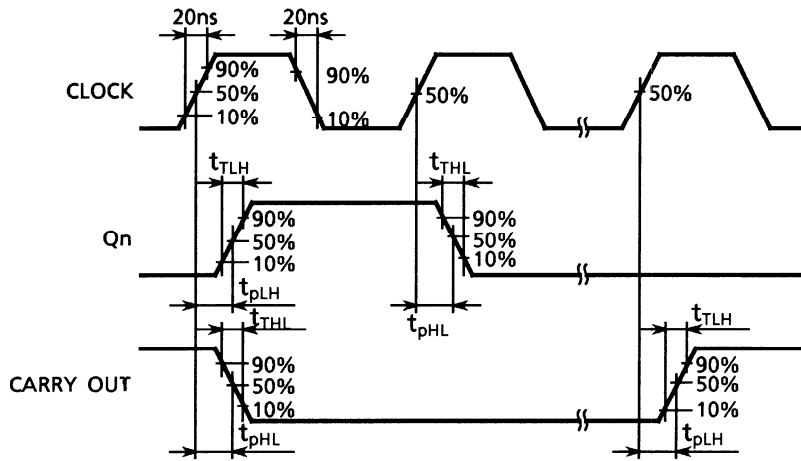 20ns 20ns
CLOCK
90% 90%
50% 50% 50%
10% 10%
tTLH tTHL
Qn
90% 90%
50% 50%
10% 10%
tpLH
tpHL
tTHL tTLH
CARRY OUT
90% 90%
50% 50%
10% 10%
tpHL tpLH